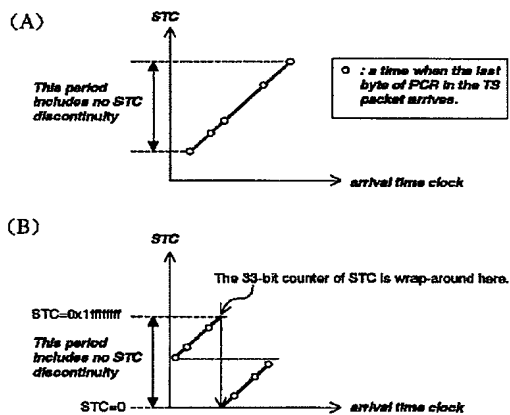 (A)
STC
This period
includes no STC
discontinuity
o : a time when the last
byte of PCR in the TS
packet arrives.
arrival time clock
(B)
STC
The 33-bit counter of STC is wrap-around here.
STC=0x1ffffffff
This period
includes no STC
discontinuity
STC=0
arrival time clock